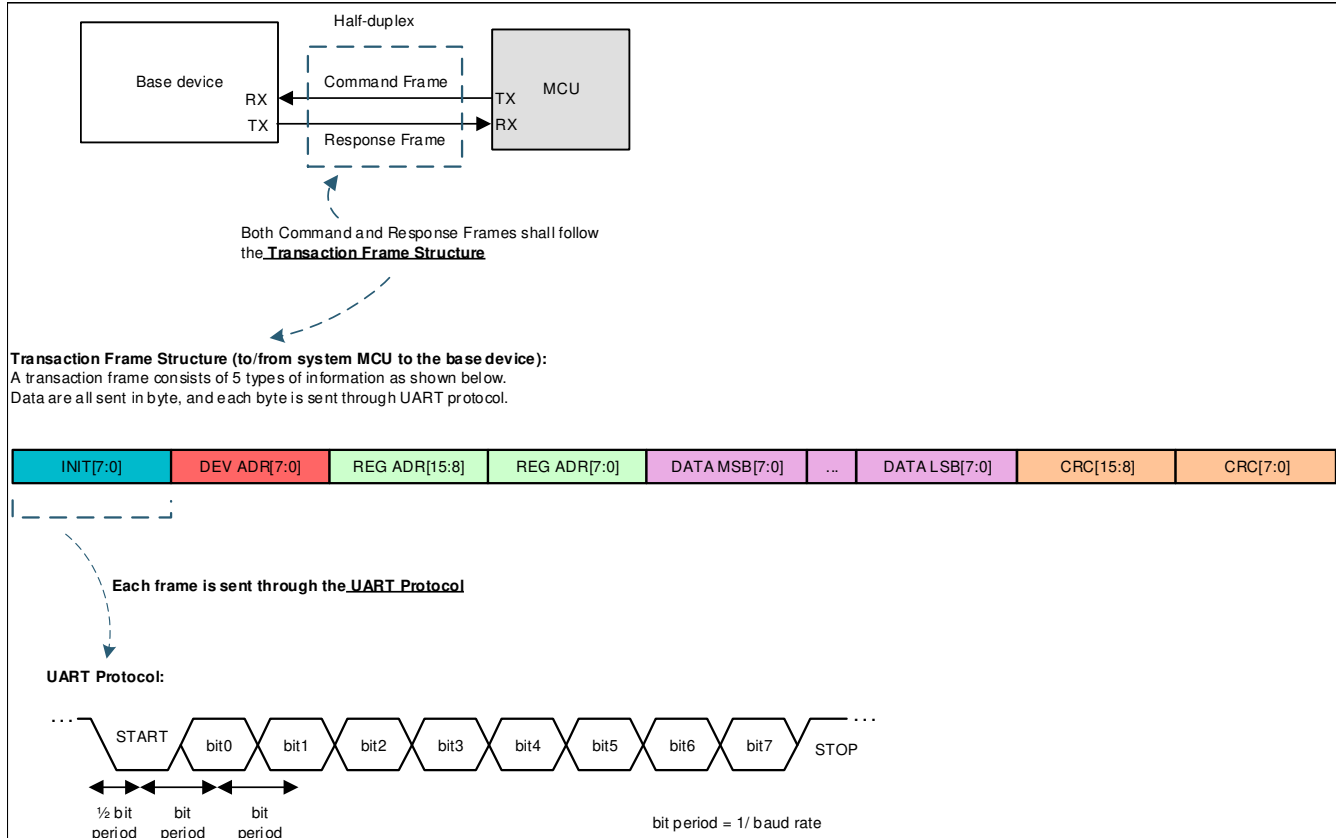 Half-duplex
Base device
Command Frame
MCU
RX
TX
TX
RX
Response Frame
Both Command and Response Frames shall follow
the Transaction Frame Structure
Transaction Frame Structure (to/from system MCU to the base device):
A transaction frame consists of 5 types of information as shown below.
Data are all sent in byte, and each byte is sent through UART protocol.
INIT[7:0] DEV ADR[7:0] REG ADR[15:8] REG ADR[7:0] DATA MSB[7:0] ... DATA LSB[7:0] CRC[15:8] CRC[7:0]
Each frame is sent through the UART Protocol
UART Protocol:
... START bit0 bit1 bit2 bit3 bit4 bit5 bit6 bit7 STOP ...
½ bit period
bit period
bit period
bit period = 1/ baud rate